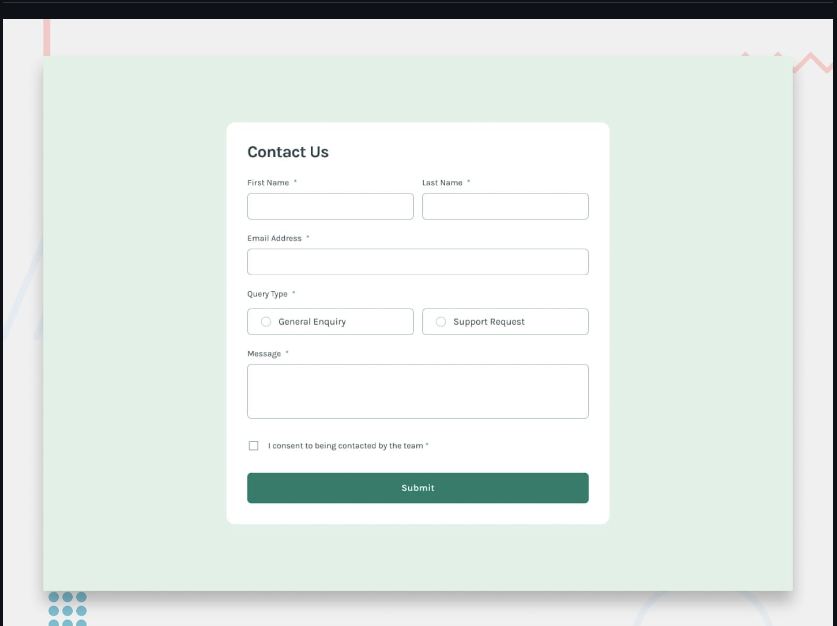 Contact Us
First Name * Last Name *
Email Address *
Query Type *
General Enquiry Support Request
Message *
I consent to being contacted by the team *
Submit